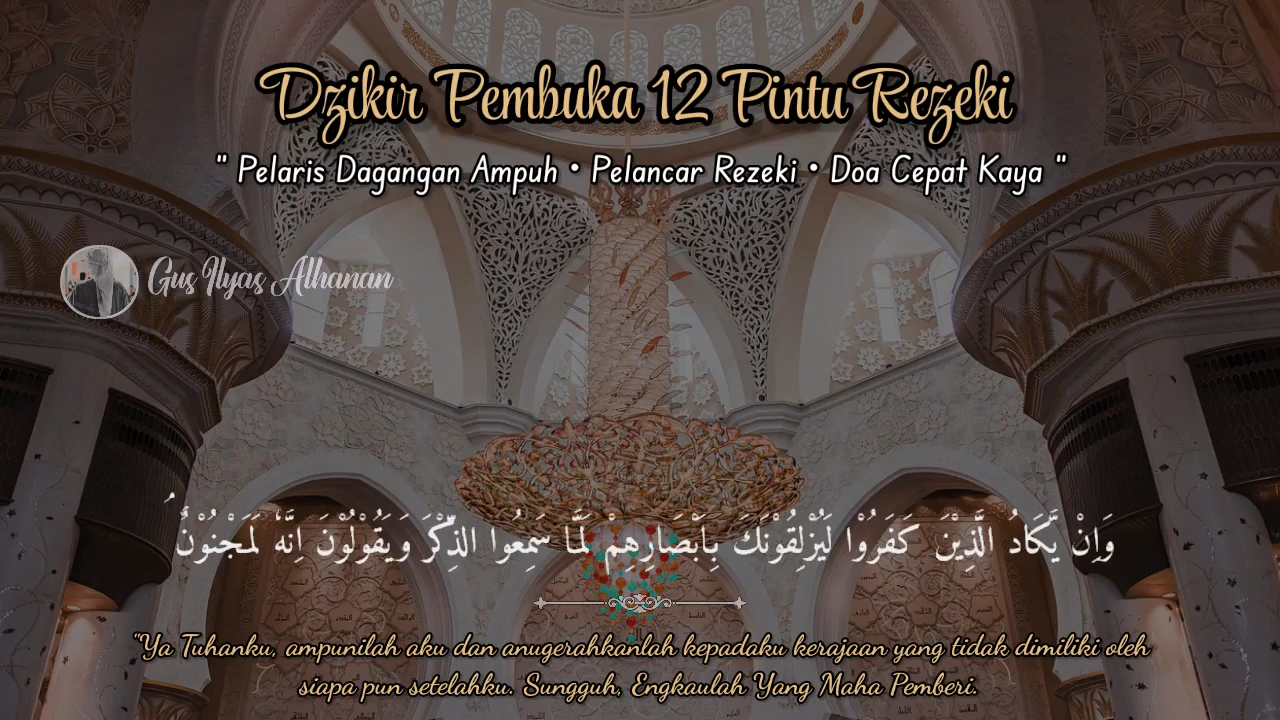 Dzikir Pembuka 12 Pintu Rezeki
" Pelaris Dagangan Ampuh • Pelancar Rezeki • Doa Cepat Kaya "
Gus Ilyas Alhanan
وَاِنْ يَّكَادُ الَّذِيْنَ كَفَرُوْا لَيُزْلِقُوْنَكَ بِاَبْصَارِهِمْ لَمَّا سَمِعُوا الذِّكْرَ وَيَقُوْلُوْنَ اِنَّهٗ لَمَجْنُوْنٌ ۘ
"Ya Tuhanku, ampunilah aku dan anugerahkanlah kepadaku kerajaan yang tidak dimiliki oleh
siapa pun setelahku. Sungguh, Engkaulah Yang Maha Pemberi.